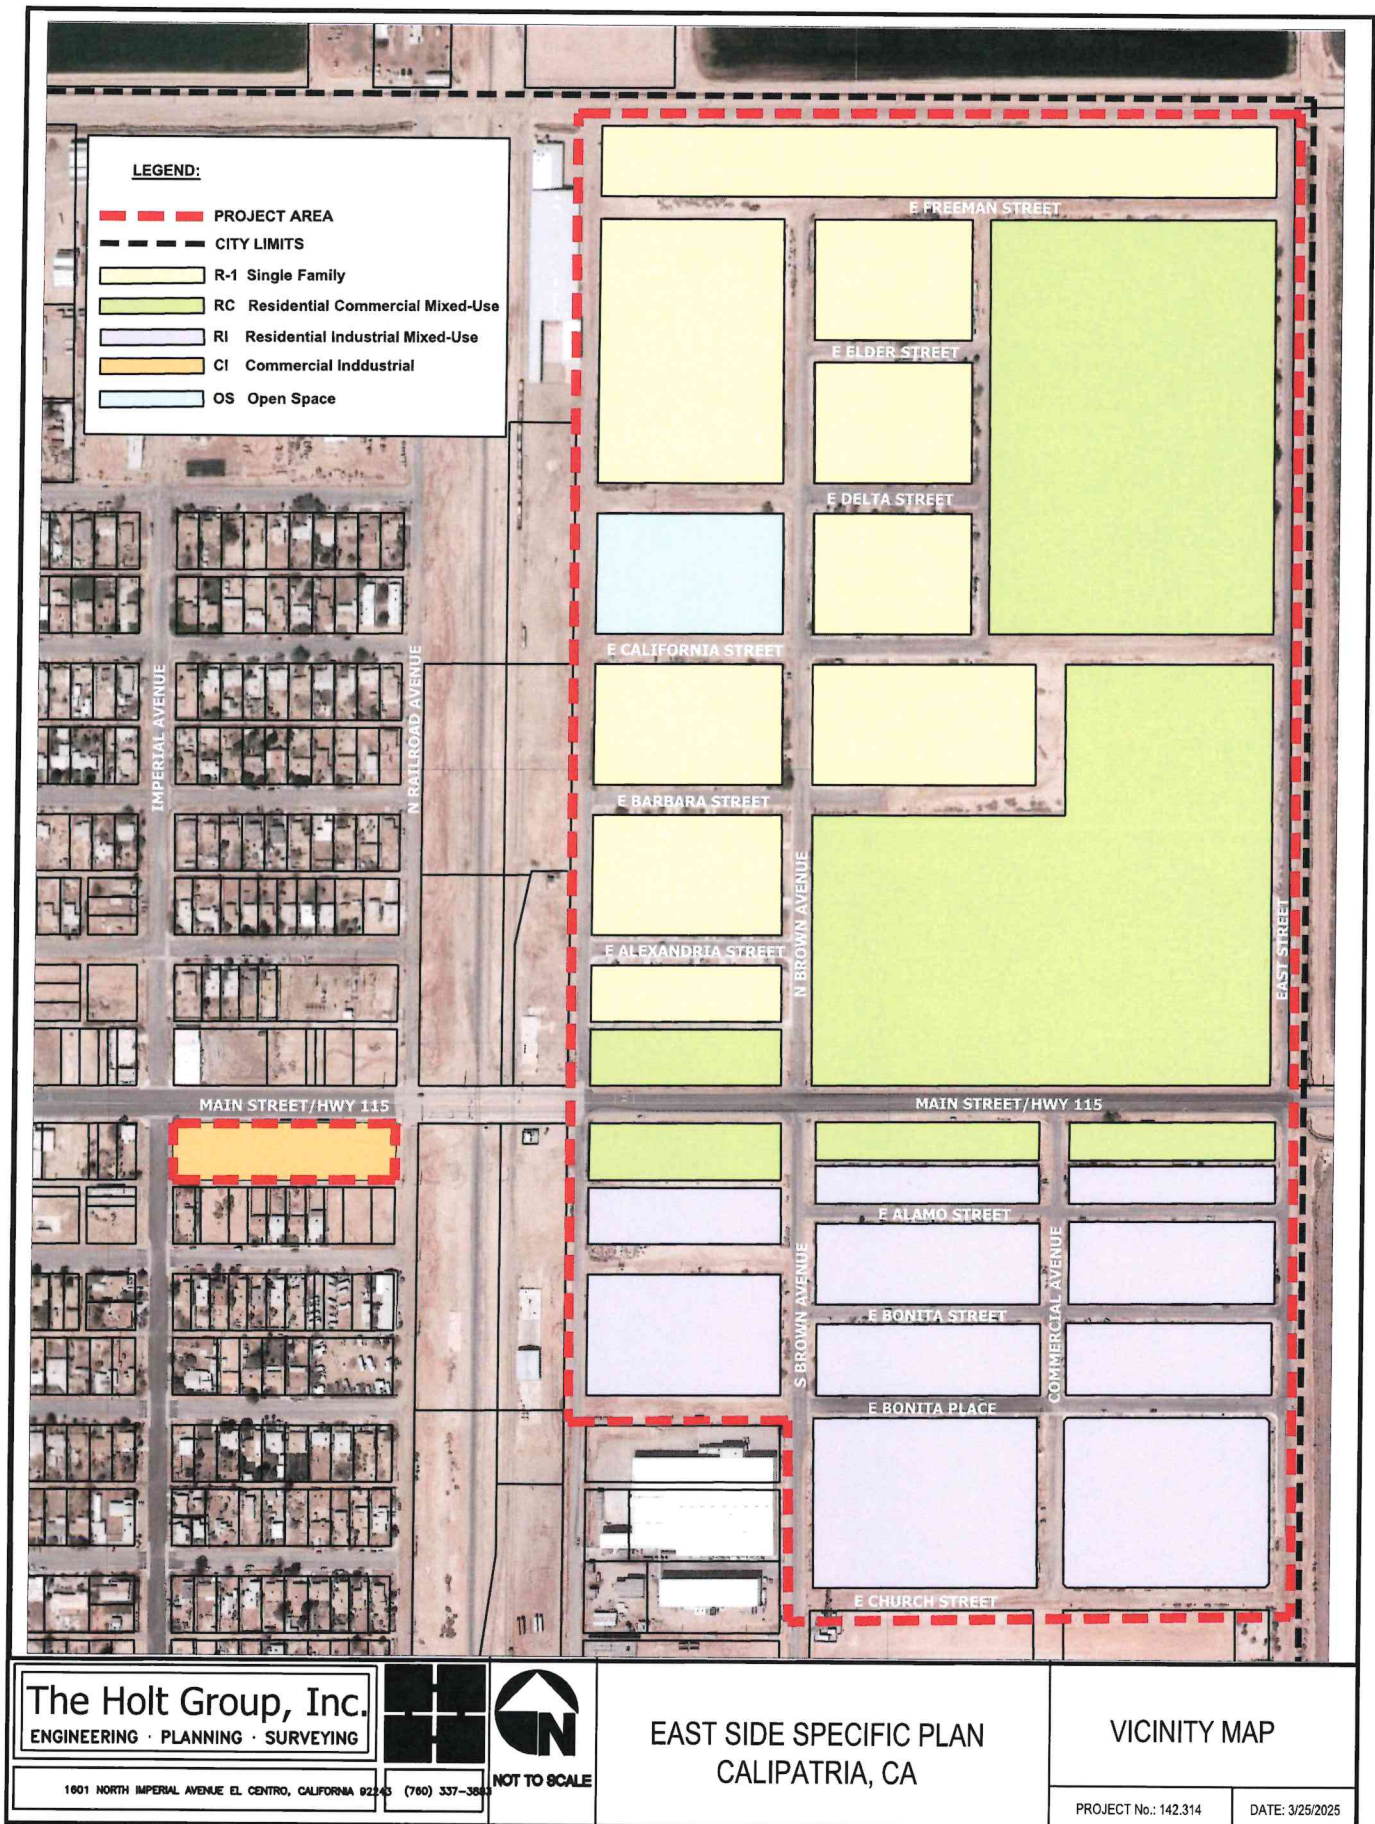 LEGEND:
PROJECT AREA
CITY LIMITS
R-1 Single Family
RC Residential Commercial Mixed-Use
RI Residential Industrial Mixed-Use
CI Commercial Inddustrial
OS Open Space
E FREEMAN STREET
E ELDER STREET
E DELTA STREET
E CALIFORNIA STREET
IMPERIAL AVENUE
N RAILROAD AVENUE
E BARBARA STREET
N BROWN AVENUE
E ALEXANDRIA STREET
EAST STREET
MAIN STREET/HWY 115
MAIN STREET/HWY 115
E ALAMO STREET
S BROWN AVENUE
COMMERCIAL AVENUE
E BONITA STREET
E BONITA PLACE
E CHURCH STREET
The Holt Group, Inc.
ENGINEERING · PLANNING · SURVEYING
1601 NORTH IMPERIAL AVENUE EL CENTRO, CALIFORNIA 92243 (760) 337-3883
N
NOT TO SCALE
EAST SIDE SPECIFIC PLAN
CALIPATRIA, CA
VICINITY MAP
PROJECT No.: 142.314
DATE: 3/25/2025